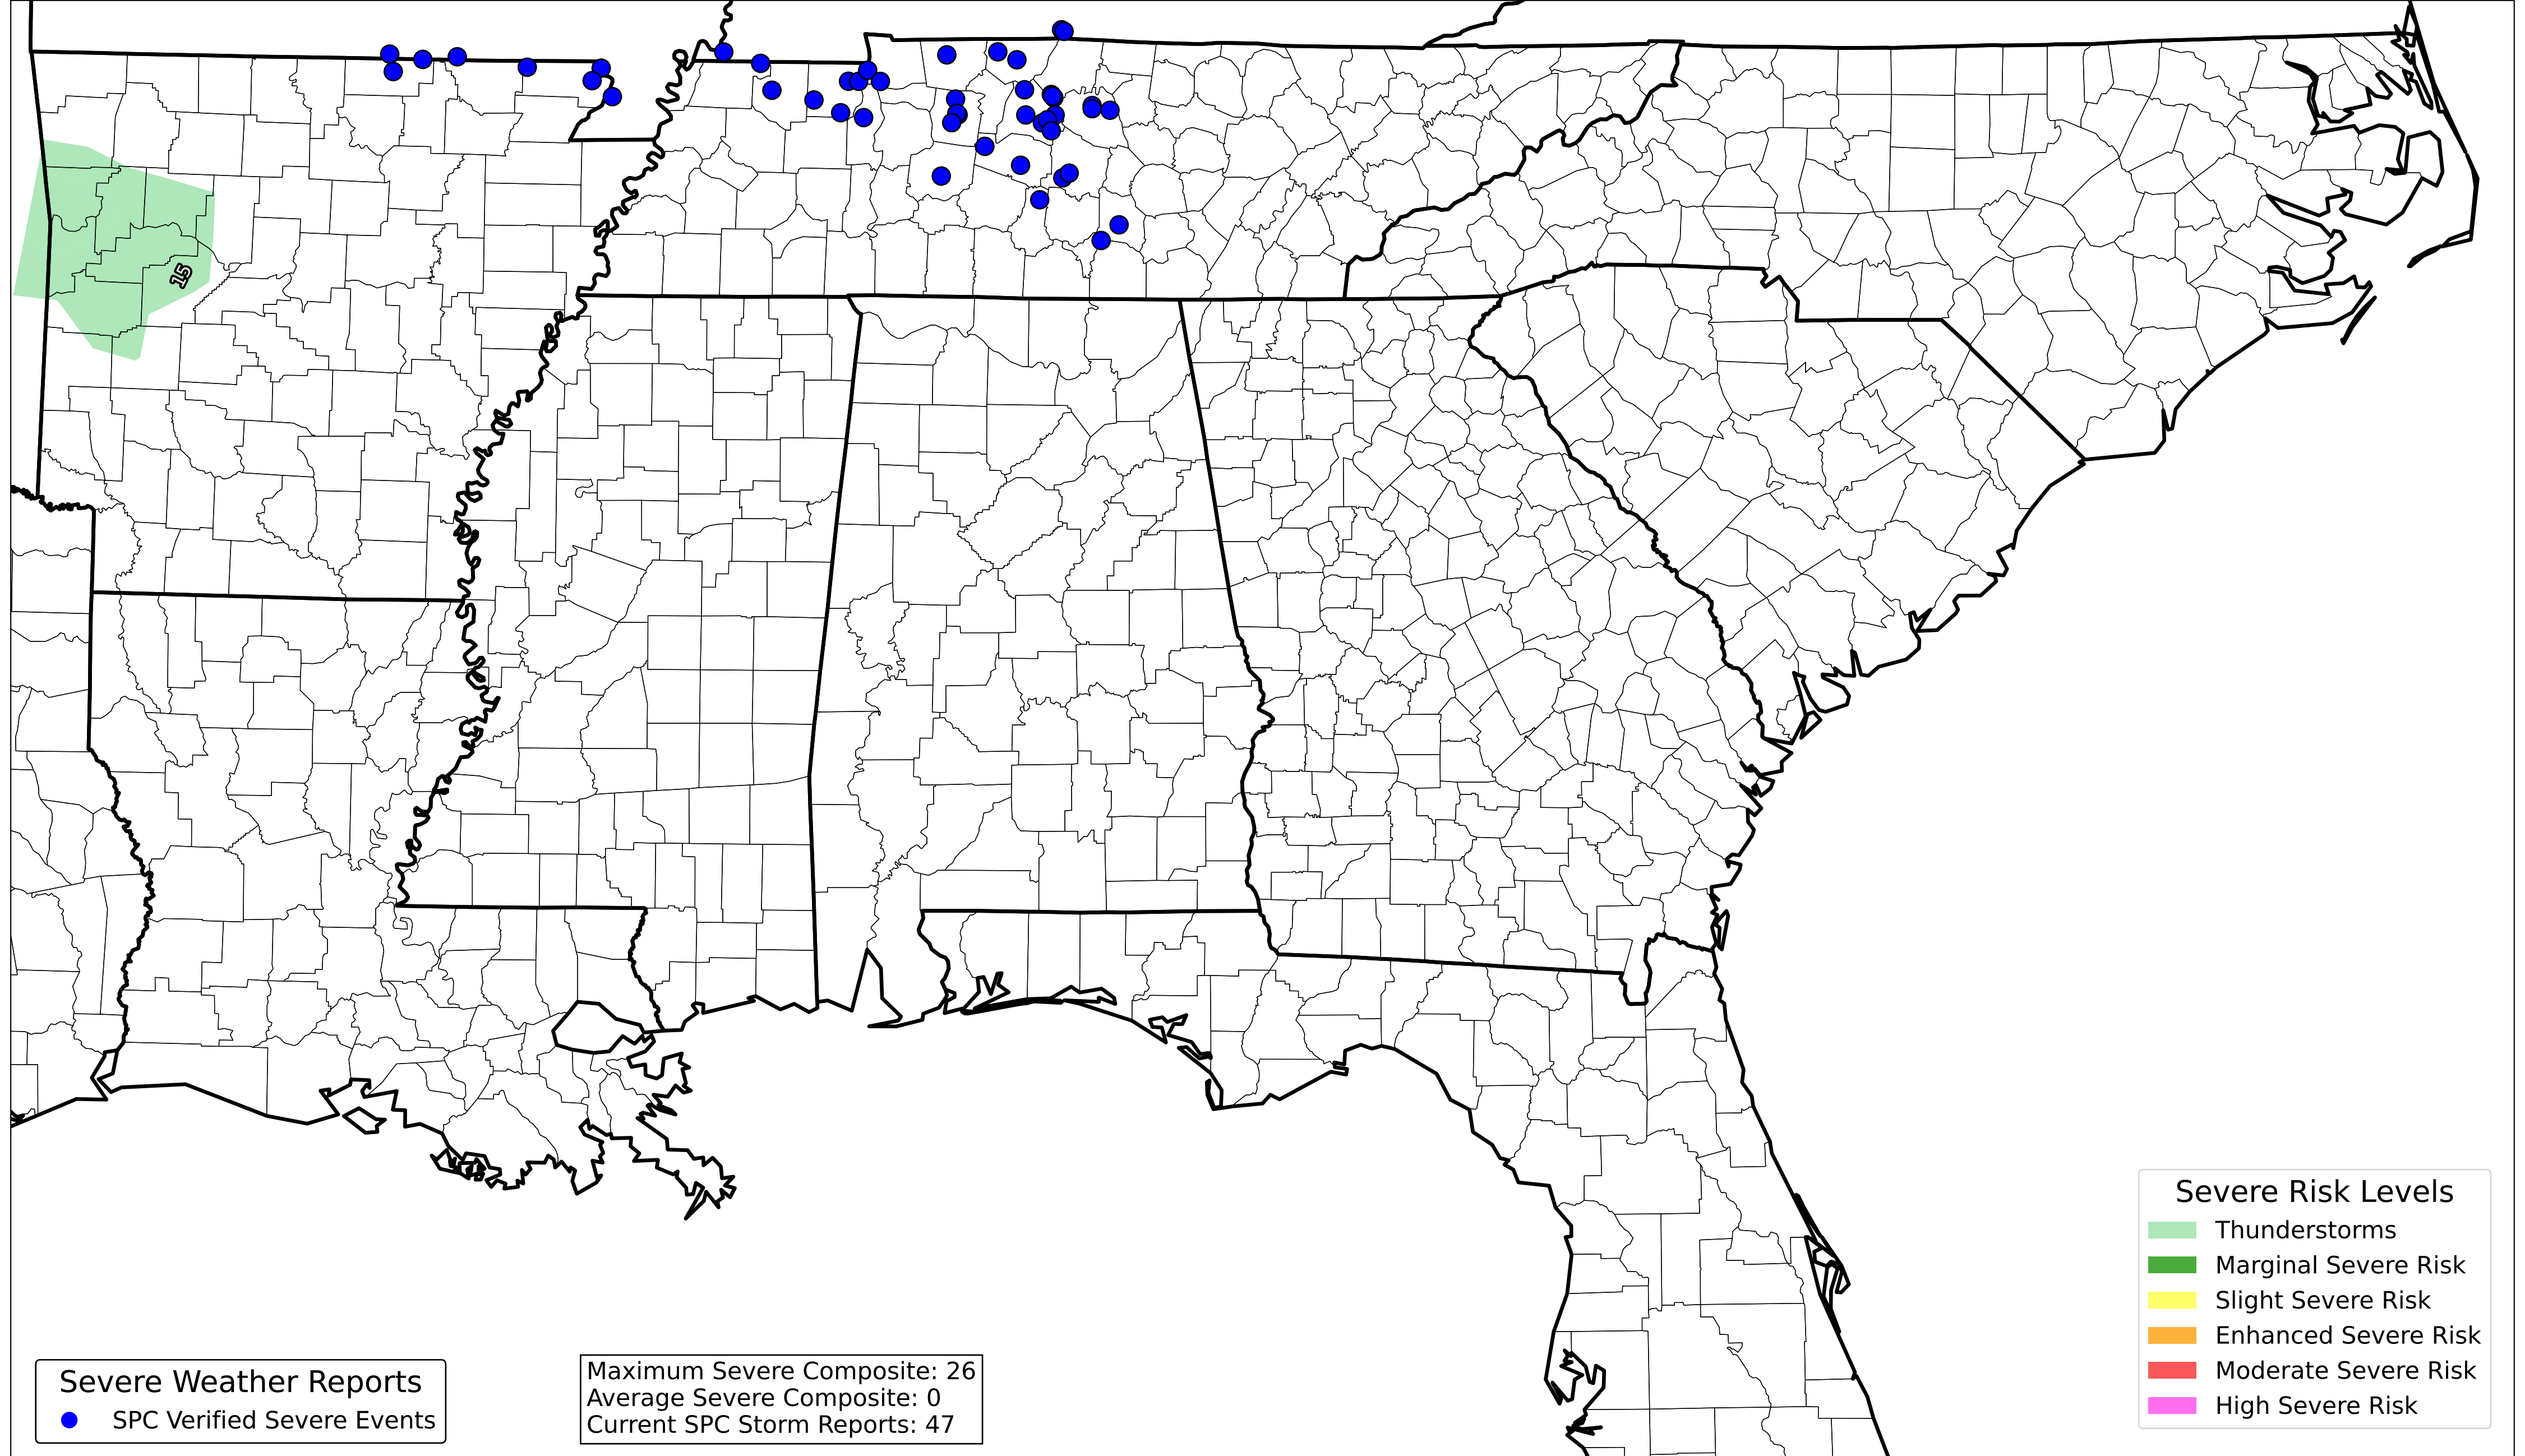 15
Severe Weather Reports
SPC Verified Severe Events
Maximum Severe Composite: 26
Average Severe Composite: 0
Current SPC Storm Reports: 47
Severe Risk Levels
Thunderstorms
Marginal Severe Risk
Slight Severe Risk
Enhanced Severe Risk
Moderate Severe Risk
High Severe Risk